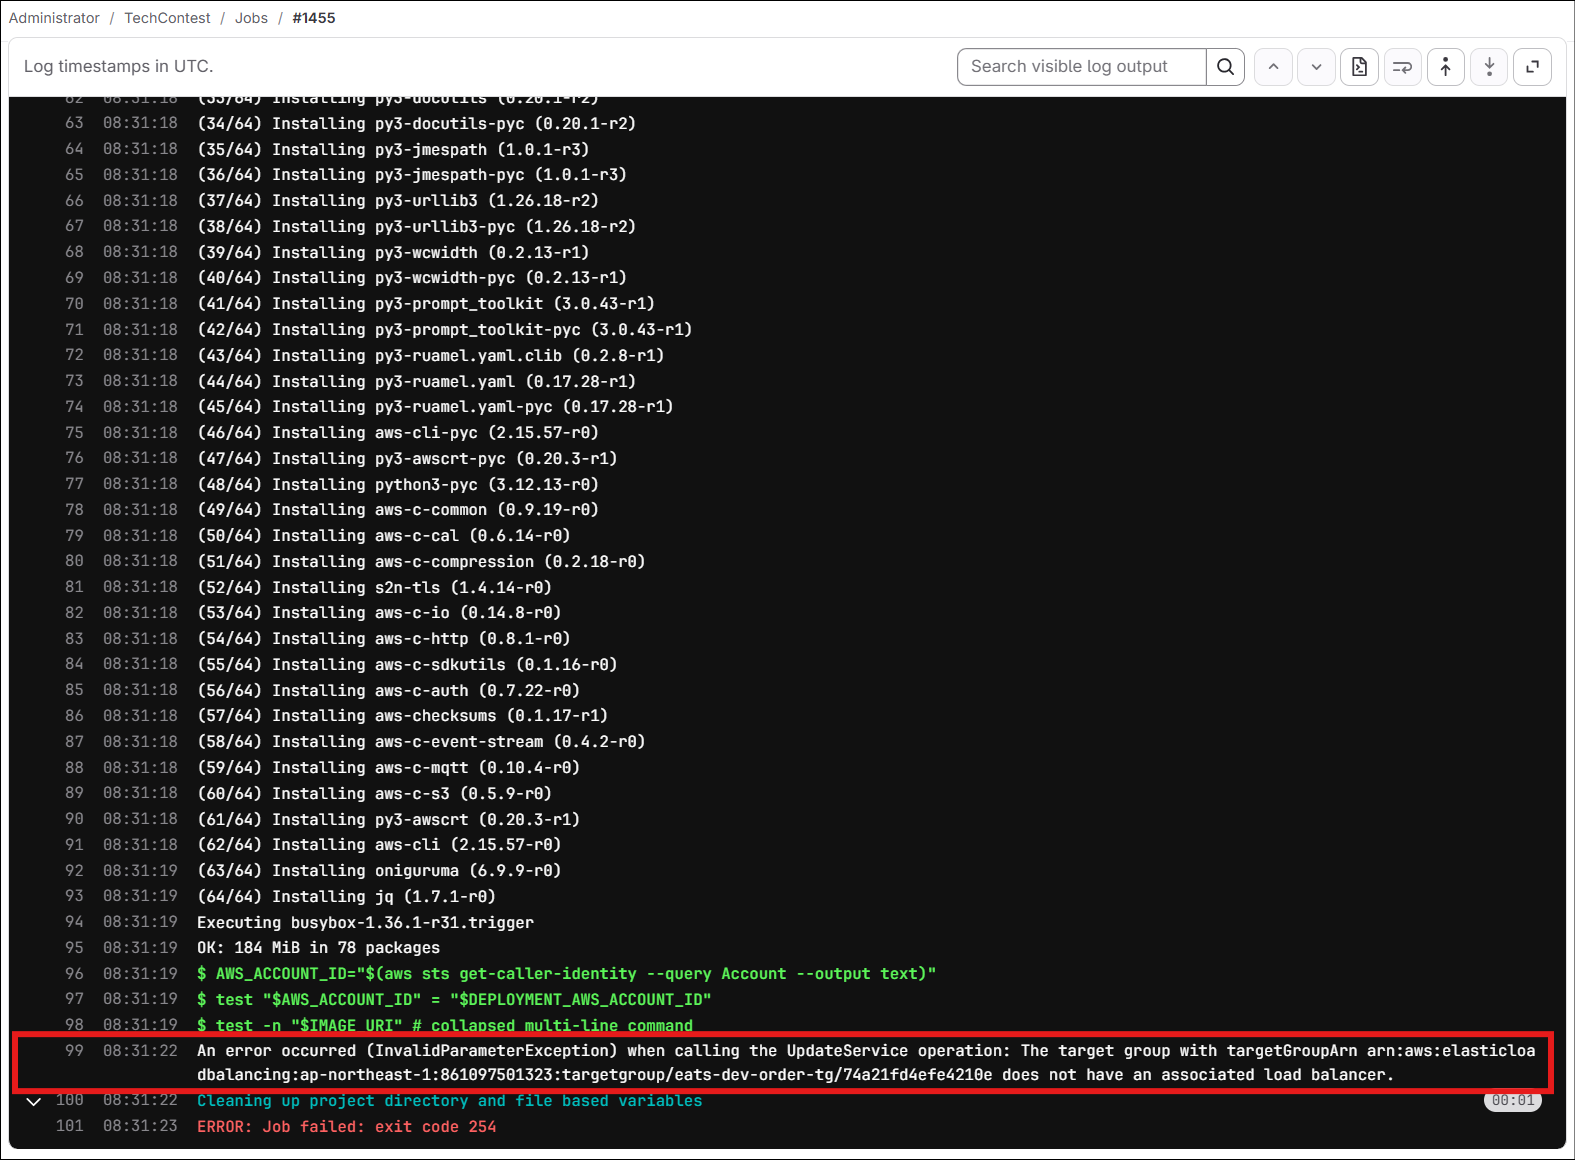 Administrator / TechContest / Jobs / #1455
Log timestamps in UTC.
Search visible log output
62 08:31:18 (33/64) Installing py3-docutils (0.20.1-r2)
63 08:31:18 (34/64) Installing py3-docutils-pyc (0.20.1-r2)
64 08:31:18 (35/64) Installing py3-jmespath (1.0.1-r3)
65 08:31:18 (36/64) Installing py3-jmespath-pyc (1.0.1-r3)
66 08:31:18 (37/64) Installing py3-urllib3 (1.26.18-r2)
67 08:31:18 (38/64) Installing py3-urllib3-pyc (1.26.18-r2)
68 08:31:18 (39/64) Installing py3-wcwidth (0.2.13-r1)
69 08:31:18 (40/64) Installing py3-wcwidth-pyc (0.2.13-r1)
70 08:31:18 (41/64) Installing py3-prompt_toolkit (3.0.43-r1)
71 08:31:18 (42/64) Installing py3-prompt_toolkit-pyc (3.0.43-r1)
72 08:31:18 (43/64) Installing py3-ruamel.yaml.clib (0.2.8-r1)
73 08:31:18 (44/64) Installing py3-ruamel.yaml (0.17.28-r1)
74 08:31:18 (45/64) Installing py3-ruamel.yaml-pyc (0.17.28-r1)
75 08:31:18 (46/64) Installing aws-cli-pyc (2.15.57-r0)
76 08:31:18 (47/64) Installing py3-awscrt-pyc (0.20.3-r1)
77 08:31:18 (48/64) Installing python3-pyc (3.12.13-r0)
78 08:31:18 (49/64) Installing aws-c-common (0.9.19-r0)
79 08:31:18 (50/64) Installing aws-c-cal (0.6.14-r0)
80 08:31:18 (51/64) Installing aws-c-compression (0.2.18-r0)
81 08:31:18 (52/64) Installing s2n-tls (1.4.14-r0)
82 08:31:18 (53/64) Installing aws-c-io (0.14.8-r0)
83 08:31:18 (54/64) Installing aws-c-http (0.8.1-r0)
84 08:31:18 (55/64) Installing aws-c-sdkutils (0.1.16-r0)
85 08:31:18 (56/64) Installing aws-c-auth (0.7.22-r0)
86 08:31:18 (57/64) Installing aws-checksums (0.1.17-r1)
87 08:31:18 (58/64) Installing aws-c-event-stream (0.4.2-r0)
88 08:31:18 (59/64) Installing aws-c-mqtt (0.10.4-r0)
89 08:31:18 (60/64) Installing aws-c-s3 (0.5.9-r0)
90 08:31:18 (61/64) Installing py3-awscrt (0.20.3-r1)
91 08:31:18 (62/64) Installing aws-cli (2.15.57-r0)
92 08:31:19 (63/64) Installing oniguruma (6.9.9-r0)
93 08:31:19 (64/64) Installing jq (1.7.1-r0)
94 08:31:19 Executing busybox-1.36.1-r31.trigger
95 08:31:19 OK: 184 MiB in 78 packages
96 08:31:19 $ AWS_ACCOUNT_ID="$(aws sts get-caller-identity --query Account --output text)"
97 08:31:19 $ test "$AWS_ACCOUNT_ID" = "$DEPLOYMENT_AWS_ACCOUNT_ID"
98 08:31:19 $ test -n "$IMAGE_URI" # collapsed multi-line command
99 08:31:22 An error occurred (InvalidParameterException) when calling the UpdateService operation: The target group with targetGroupArn arn:aws:elasticloa
dbalancing:ap-northeast-1:861097501323:targetgroup/eats-dev-order-tg/74a21fd4efe4210e does not have an associated load balancer.
100 08:31:22 Cleaning up project directory and file based variables 00:01
101 08:31:23 ERROR: Job failed: exit code 254